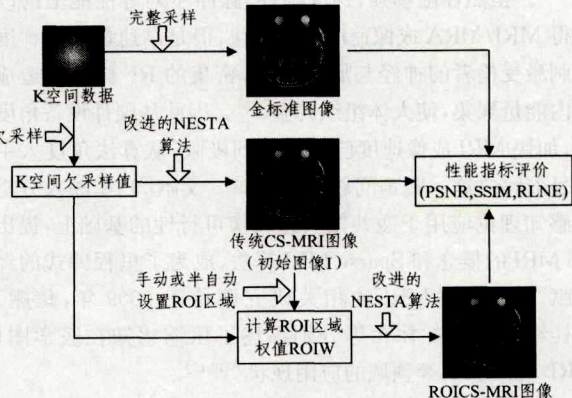 完整采样
K空间数据
金标准图像
欠采样
改进的NESTA
算法
K空间欠采样值
性能指标评价
(PSNR,SSIM,RLNE)
传统CS-MRI图像
(初始图像I)
手动或半自动
设置ROI区域
改进的
NESTA算法
计算ROI区域
权值ROIW
ROICS-MRI图像